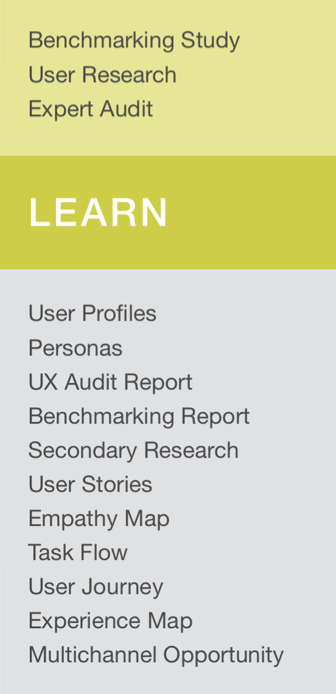 Benchmarking Study
User Research
Expert Audit
LEARN
User Profiles
Personas
UX Audit Report
Benchmarking Report
Secondary Research
User Stories
Empathy Map
Task Flow
User Journey
Experience Map
Multichannel Opportunity